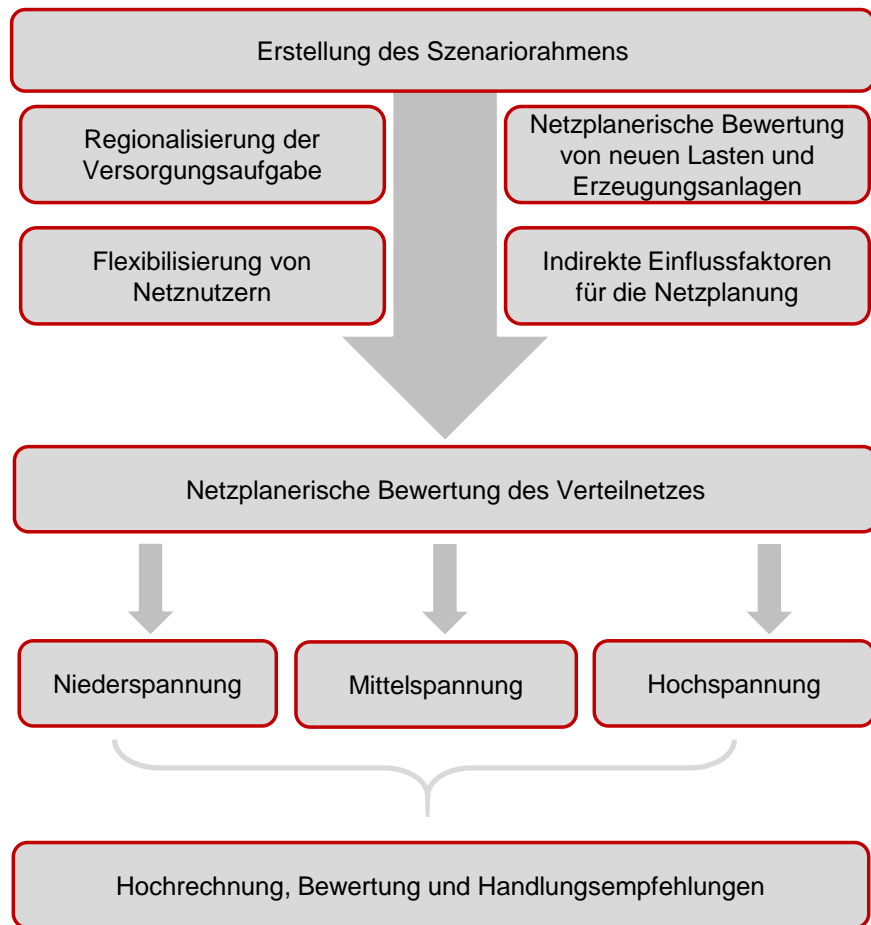 Erstellung des Szenariorahmens
Regionalisierung der
Versorgungsaufgabe
Netzplanerische Bewertung
von neuen Lasten und
Erzeugungsanlagen
Flexibilisierung von
Netznutzern
Indirekte Einflussfaktoren
für die Netzplanung
Netzplanerische Bewertung des Verteilnetzes
Niederspannung
Mittelspannung
Hochspannung
Hochrechnung, Bewertung und Handlungsempfehlungen